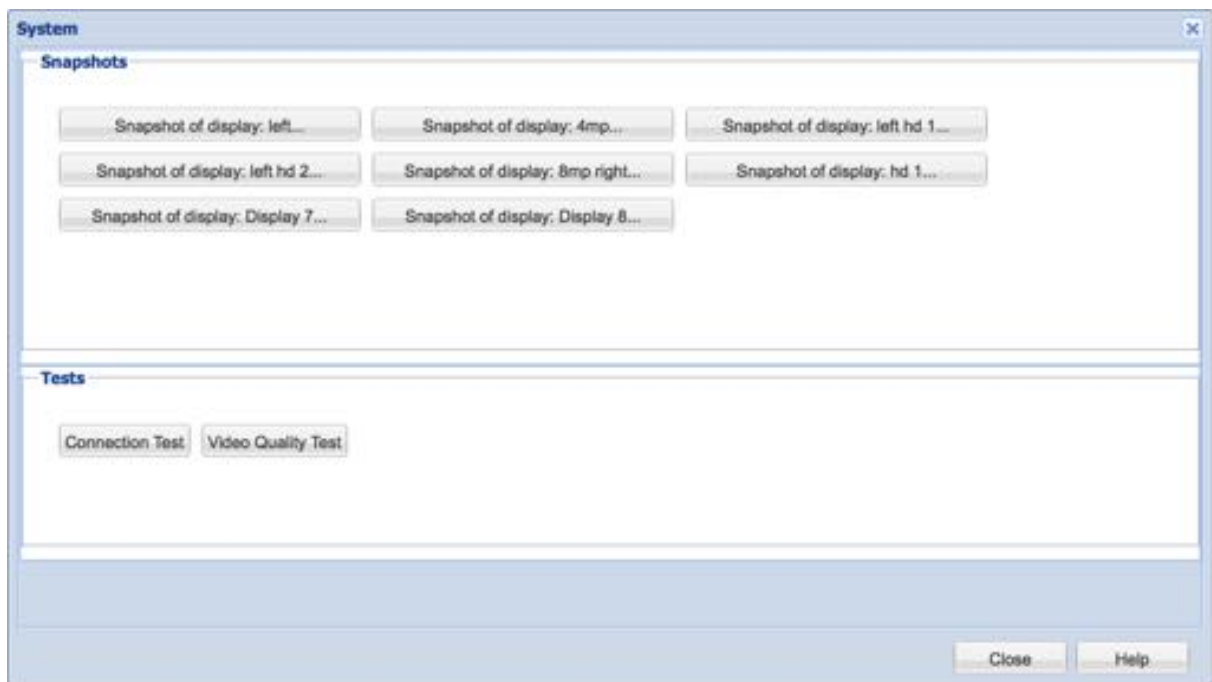 System
Snapshots
Snapshot of display: left... Snapshot of display: 4mp... Snapshot of display: left hd 1...
Snapshot of display: left hd 2... Snapshot of display: 8mp right... Snapshot of display: hd 1...
Snapshot of display: Display 7... Snapshot of display: Display 8...
Tests
Connection Test Video Quality Test
Close Help